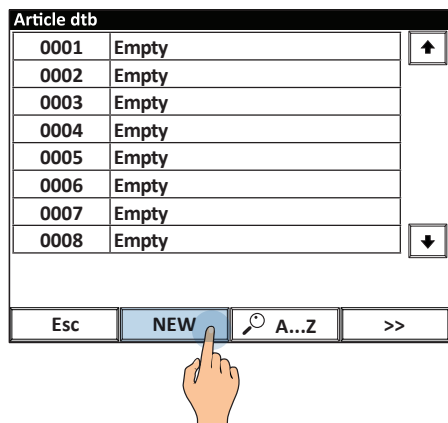 Article dtb
0001 Empty
0002 Empty
0003 Empty
0004 Empty
0005 Empty
0006 Empty
0007 Empty
0008 Empty
Esc NEW A...Z >>